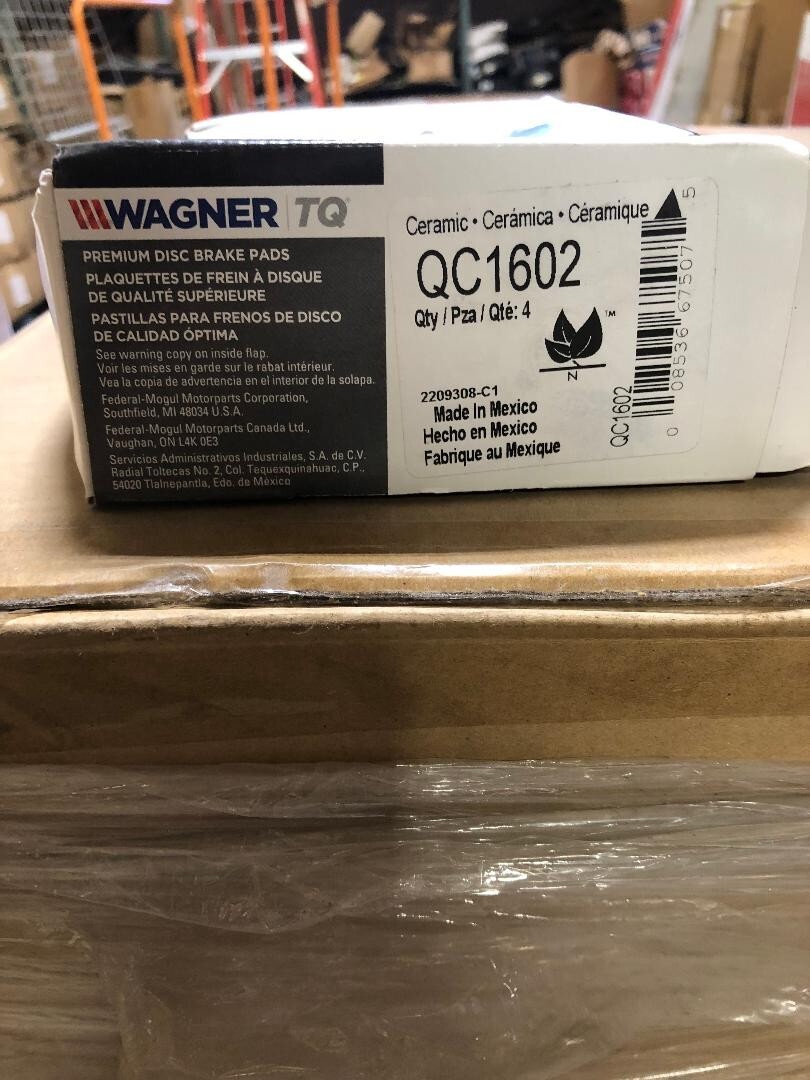 WAGNER TQ
PREMIUM DISC BRAKE PADS
PLAQUETTES DE FREIN À DISQUE
DE QUALITÉ SUPÉRIEURE
PASTILLAS PARA FRENOS DE DISCO
DE CALIDAD ÓPTIMA
See warning copy on inside flap.
Voir les mises en garde sur le rabat intérieur.
Vea la copia de advertencia en el interior de la solapa.
Federal-Mogul Motorparts Corporation,
Southfield, MI 48034 U.S.A.
Federal-Mogul Motorparts Canada Ltd.,
Vaughan, ON L4K 0E3
Servicios Administrativos Industriales, S.A. de C.V.
Radial Toltecas No. 2, Col. Tequexquinahuac, C.P.,
54020 Tlalnepantla, Edo. de México
Ceramic • Cerámica • Céramique
QC1602
Qty / Pza / Qté: 4
TM
N
2209308-C1
Made In Mexico
Hecho en Mexico
Fabrique au Mexique
QC1602
0 08536 67507 5